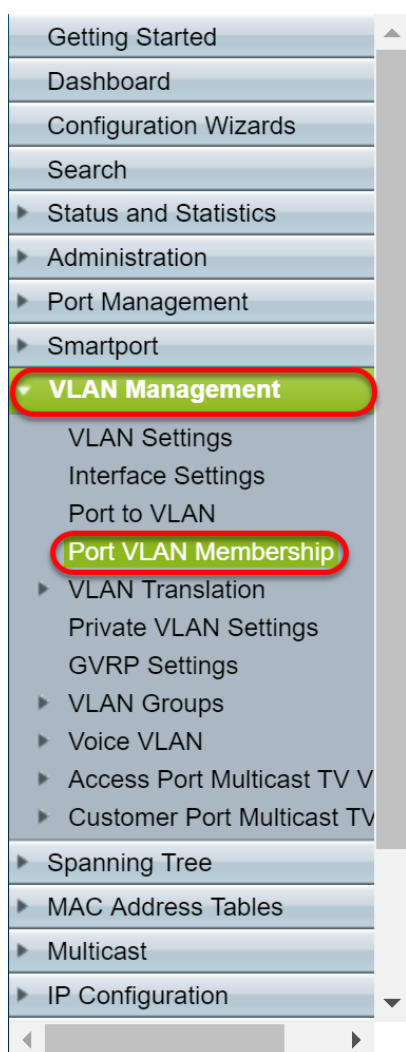 Getting Started
Dashboard
Configuration Wizards
Search
Status and Statistics
Administration
Port Management
Smartport
VLAN Management
VLAN Settings
Interface Settings
Port to VLAN
Port VLAN Membership
VLAN Translation
Private VLAN Settings
GVRP Settings
VLAN Groups
Voice VLAN
Access Port Multicast TV V
Customer Port Multicast TV
Spanning Tree
MAC Address Tables
Multicast
IP Configuration